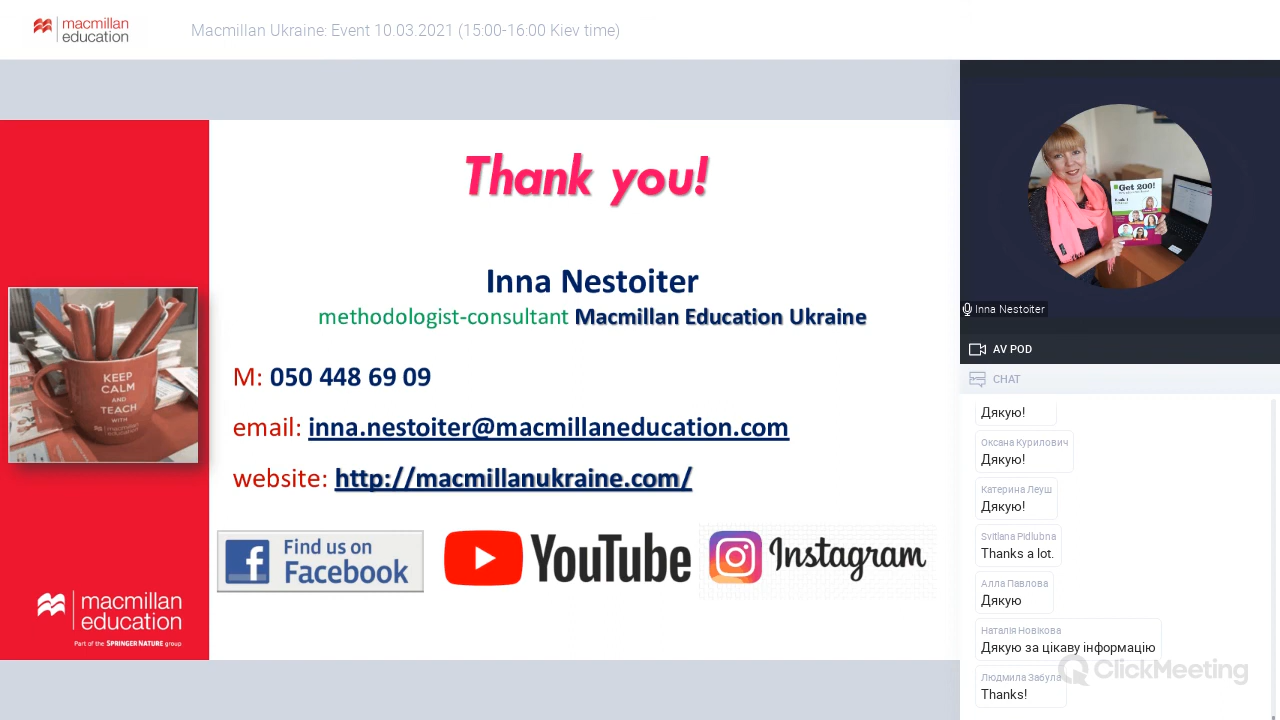 macmillan
education
Macmillan Ukraine: Event 10.03.2021 (15:00-16:00 Kiev time)
Thank you!
Inna Nestoiter
methodologist-consultant Macmillan Education Ukraine
M: 050 448 69 09
email: inna.nestoiter@macmillaneducation.com
website: http://macmillanukraine.com/
Find us on
Facebook
YouTube
Instagram
KEEP
CALM
AND
TEACH
WITH
macmillan
education
macmillan
education
Part of the SPRINGER NATURE group
Get 200!
Inna Nestoiter
AV POD
CHAT
Дякую!
Оксана Курилович
Дякую!
Катерина Леуш
Дякую!
Svitlana Pidlubna
Thanks a lot.
Алла Павлова
Дякую
Наталія Новікова
Дякую за цікаву інформацію
Людмила Забула
Thanks!
ClickMeeting